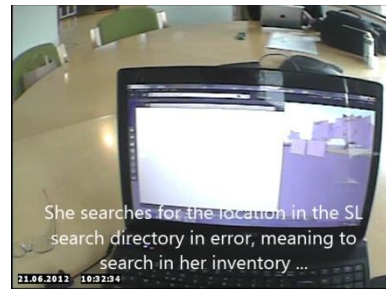 She searches for the location in the SL
search directory in error, meaning to
search in her inventory ...
21.06.2012 10:32:34